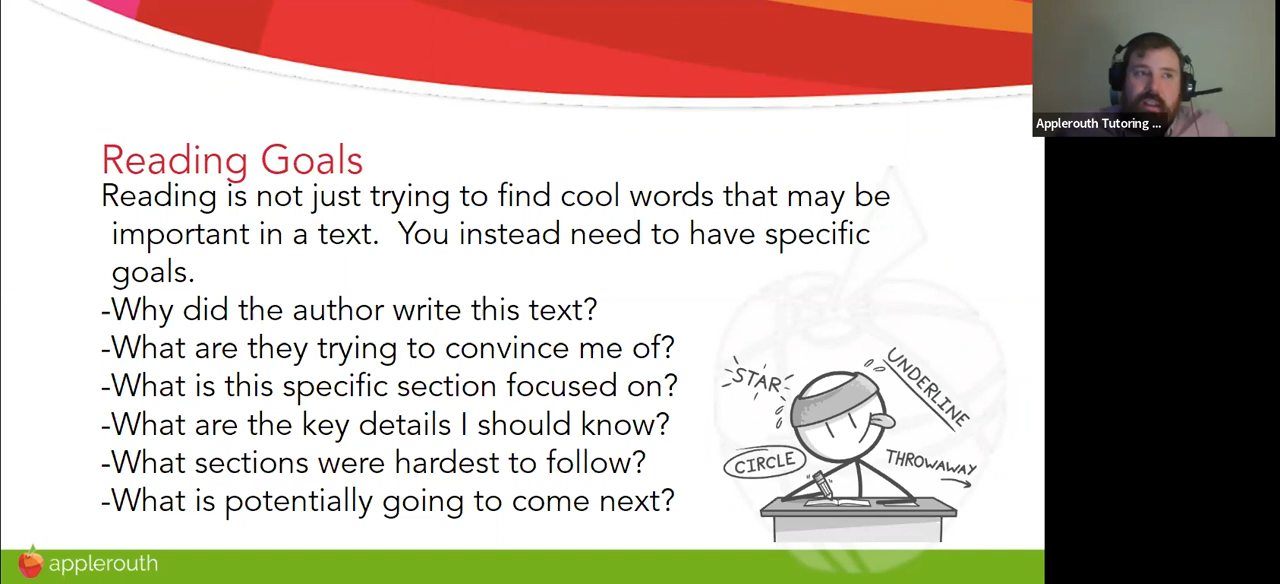 Applerouth Tutoring ...
Reading Goals
Reading is not just trying to find cool words that may be
important in a text. You instead need to have specific
goals.
-Why did the author write this text?
-What are they trying to convince me of?
-What is this specific section focused on?
-What are the key details I should know?
-What sections were hardest to follow?
-What is potentially going to come next?
STAR
UNDERLINE
CIRCLE
THROWAWAY
applerouth